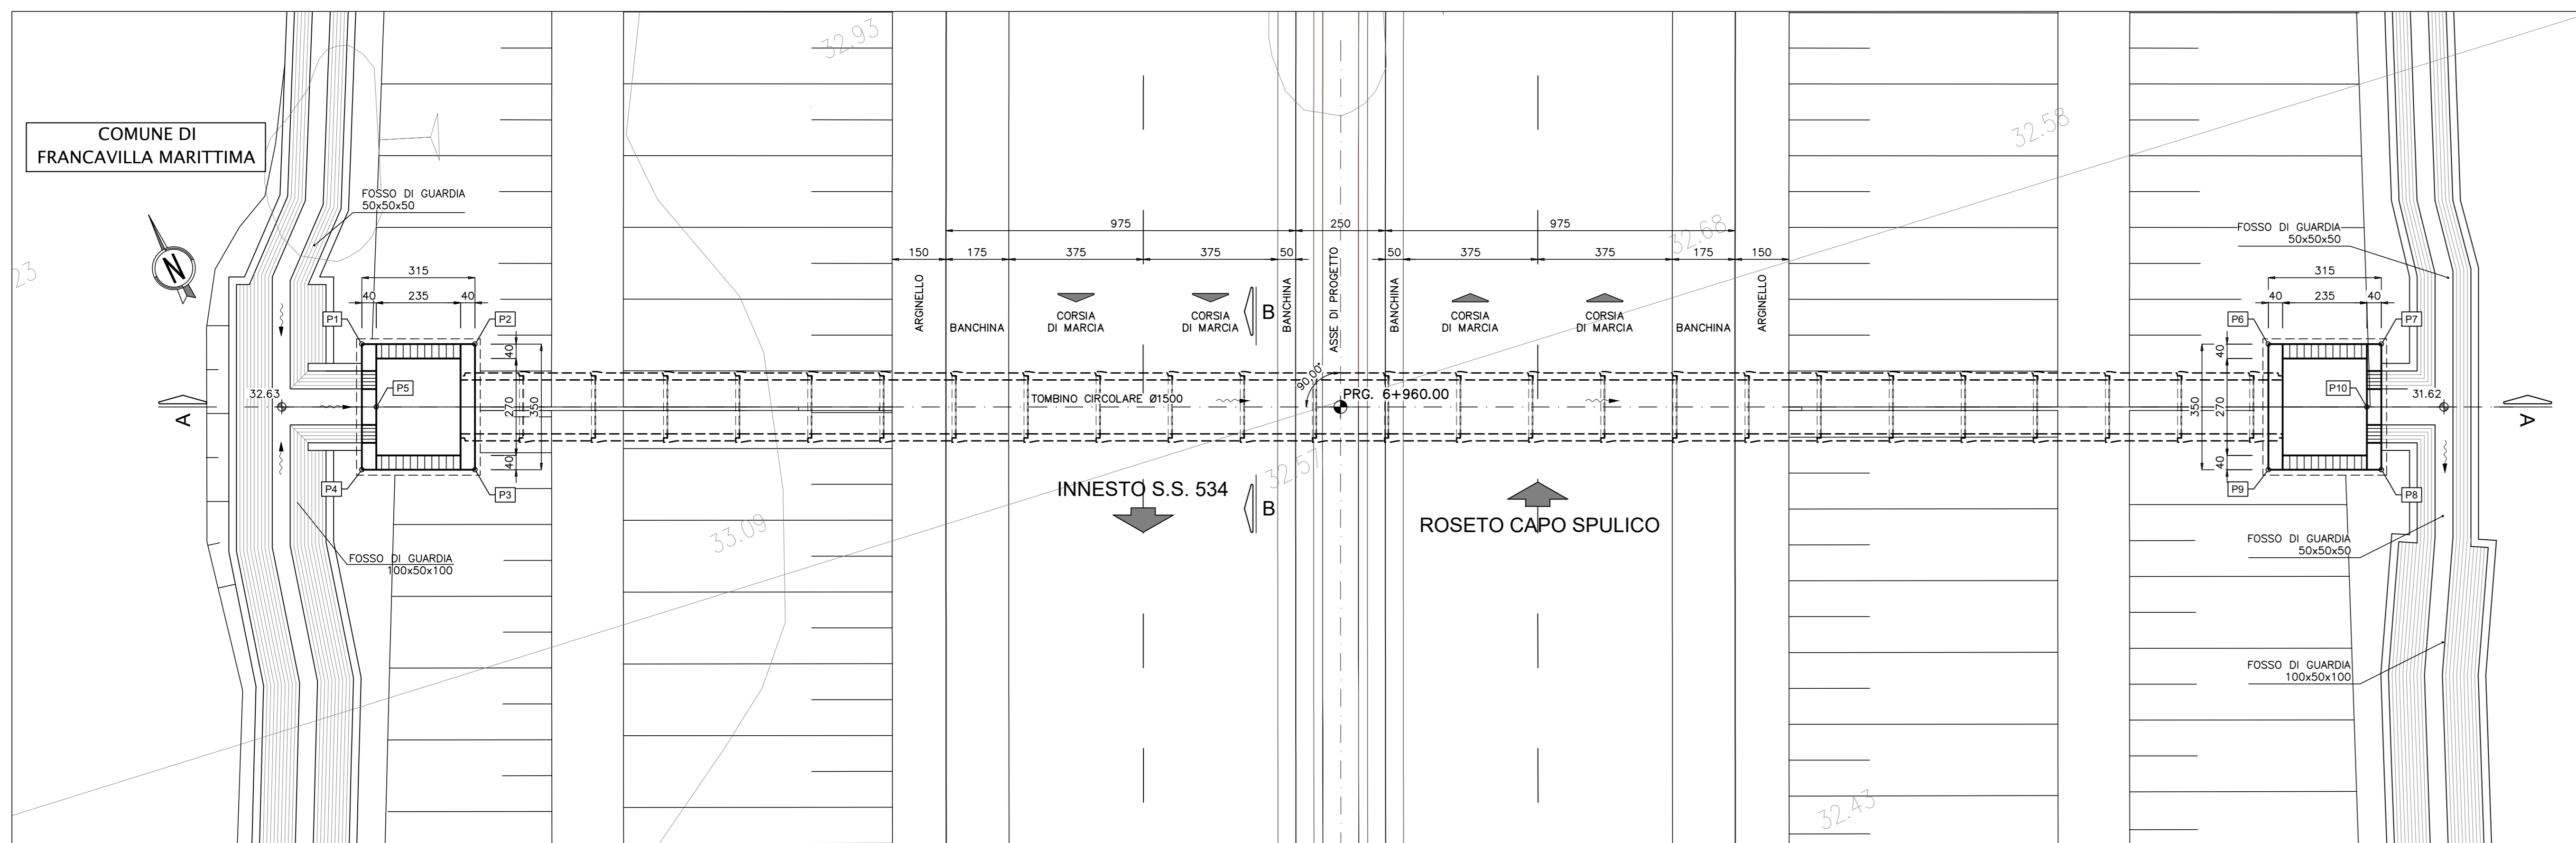 COMUNE DI
FRANCAVILLA MARITTIMA
32.93
32.58
32.68
23
N
FOSSO DI GUARDIA
50x50x50
FOSSO DI GUARDIA
50x50x50
975
250
975
150
175
375
375
50
50
375
375
175
150
ARGINELLO
BANCHINA
CORSIA
DI MARCIA
CORSIA
DI MARCIA
B
BANCHINA
ASSE DI PROGETTO
BANCHINA
CORSIA
DI MARCIA
CORSIA
DI MARCIA
BANCHINA
ARGINELLO
315
40
235
40
P1
P2
40
270
350
40
P5
P4
P3
32.63
A
TOMBINO CIRCOLARE Ø1500
90.00°
PRG. 6+960.00
315
40
235
40
P6
P7
40
350
270
40
P10
P9
P8
31.62
A
32.57
33.09
32.43
INNESTO S.S. 534
B
ROSETO CAPO SPULICO
FOSSO DI GUARDIA
100x50x100
FOSSO DI GUARDIA
50x50x50
FOSSO DI GUARDIA
100x50x100